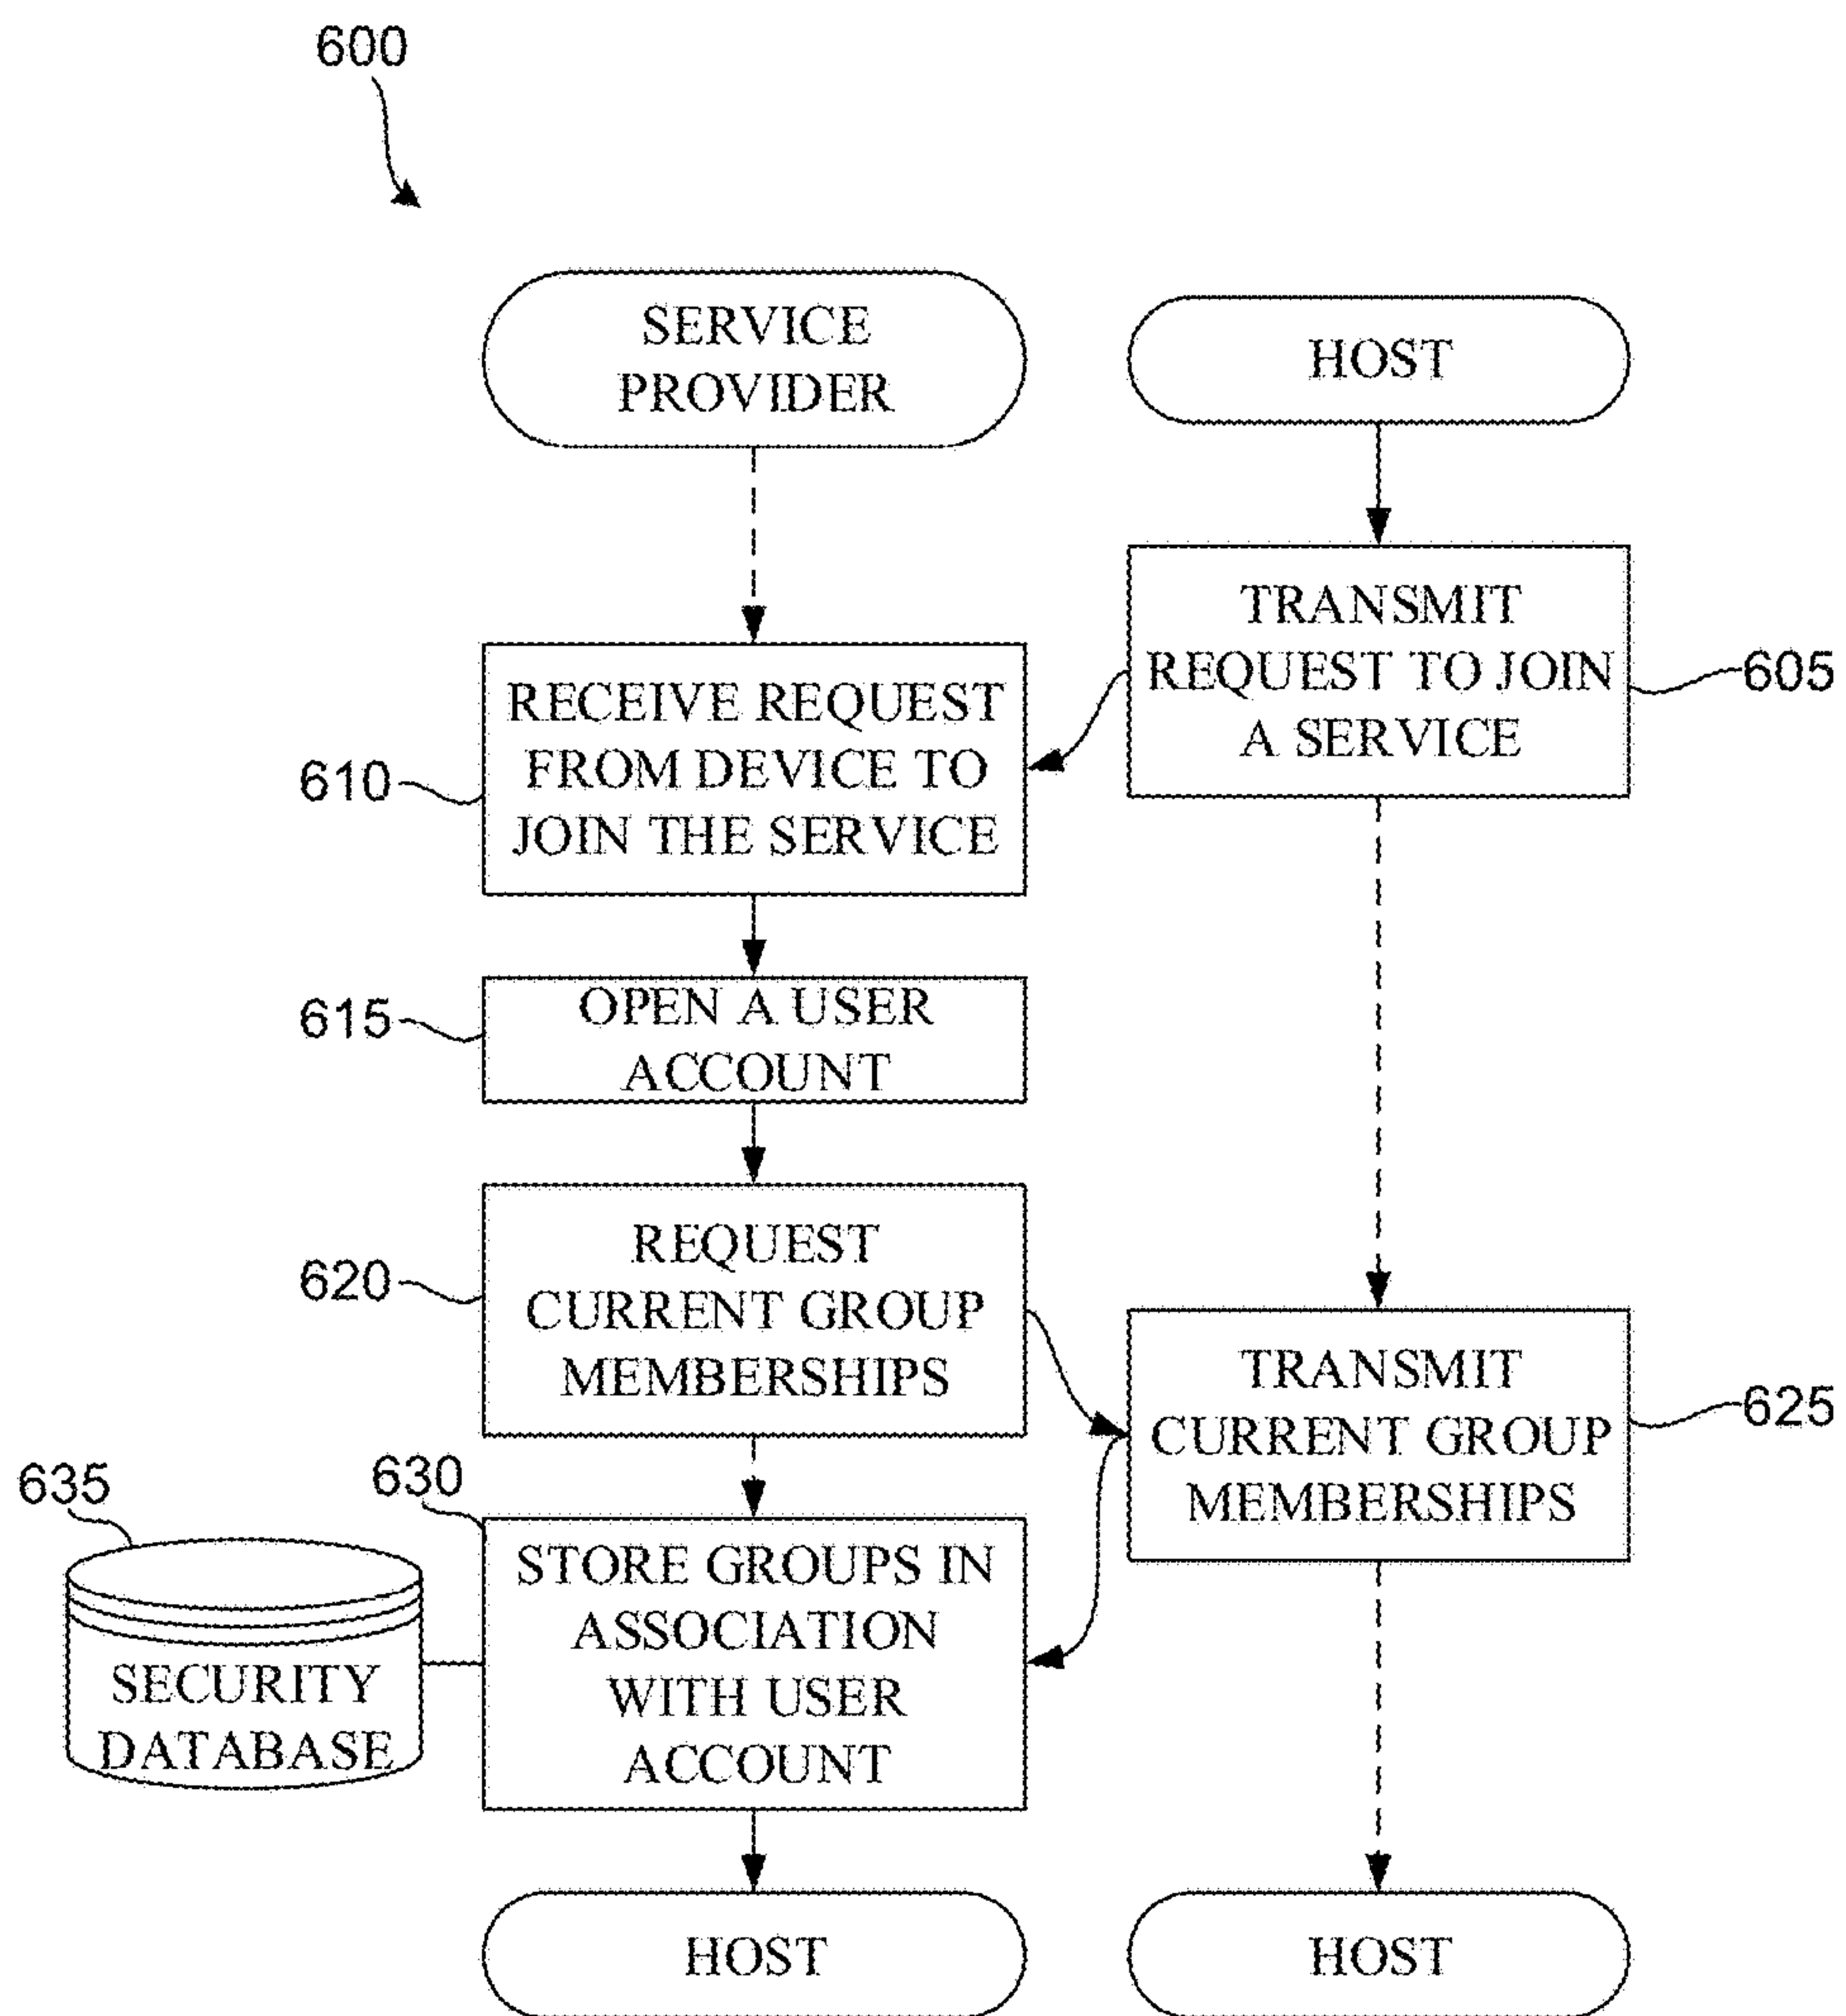 600
SERVICE
PROVIDER
HOST
TRANSMIT
REQUEST TO JOIN
A SERVICE
605
RECEIVE REQUEST
FROM DEVICE TO
JOIN THE SERVICE
610
OPEN A USER
ACCOUNT
615
REQUEST
CURRENT GROUP
MEMBERSHIPS
620
TRANSMIT
CURRENT GROUP
MEMBERSHIPS
625
635
630
STORE GROUPS IN
ASSOCIATION
WITH USER
ACCOUNT
SECURITY
DATABASE
HOST
HOST